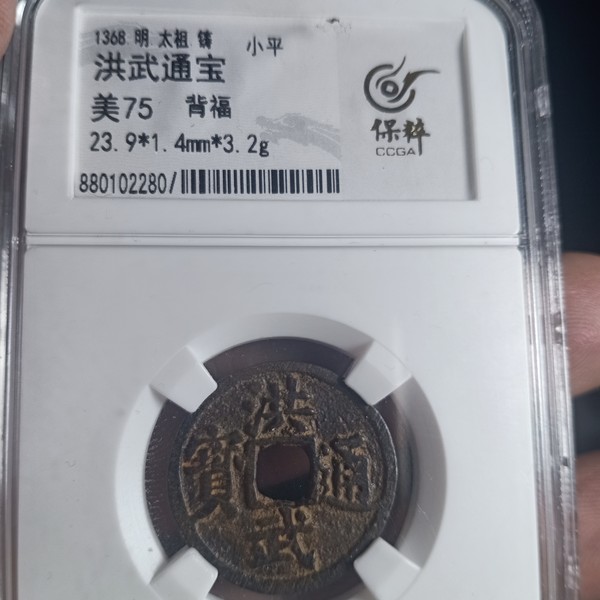 1368 明 太祖 铸 小平
洪武通宝
美75 背福
23.9*1.4mm*3.2g
880102280/
保粹
CCGA
洪武通寳